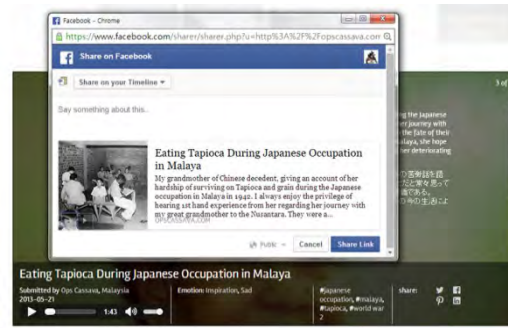 Facebook - Chrome
https://www.facebook.com/sharer/sharer.php?u=http%3A%2F%2Fopscassava.com
Share on Facebook
Share on your Timeline
Say something about this..
Eating Tapioca During Japanese Occupation
in Malaya
My grandmother of Chinese decedent, giving an account of her
hardship of surviving on Tapioca and grain during the Japanese
occupation in Malaya in 1942. I always enjoy the privilege of
hearing 1st hand experience from her regarding her journey with
my great grandmother to the Nusantara. They were a...
OPSCASSAVA.COM
Public
Cancel
Share Link
3 of
ng the Japanese
her journey with
the fate of their
alaya, she hope
her deteriorating
Eating Tapioca During Japanese Occupation in Malaya
Submitted by Ops Cassava, Malaysia
2013-05-21
1:43
Emotion: Inspiration, Sad
#japanese
occupation, #malaya,
#tapioca, #world war
2
share: